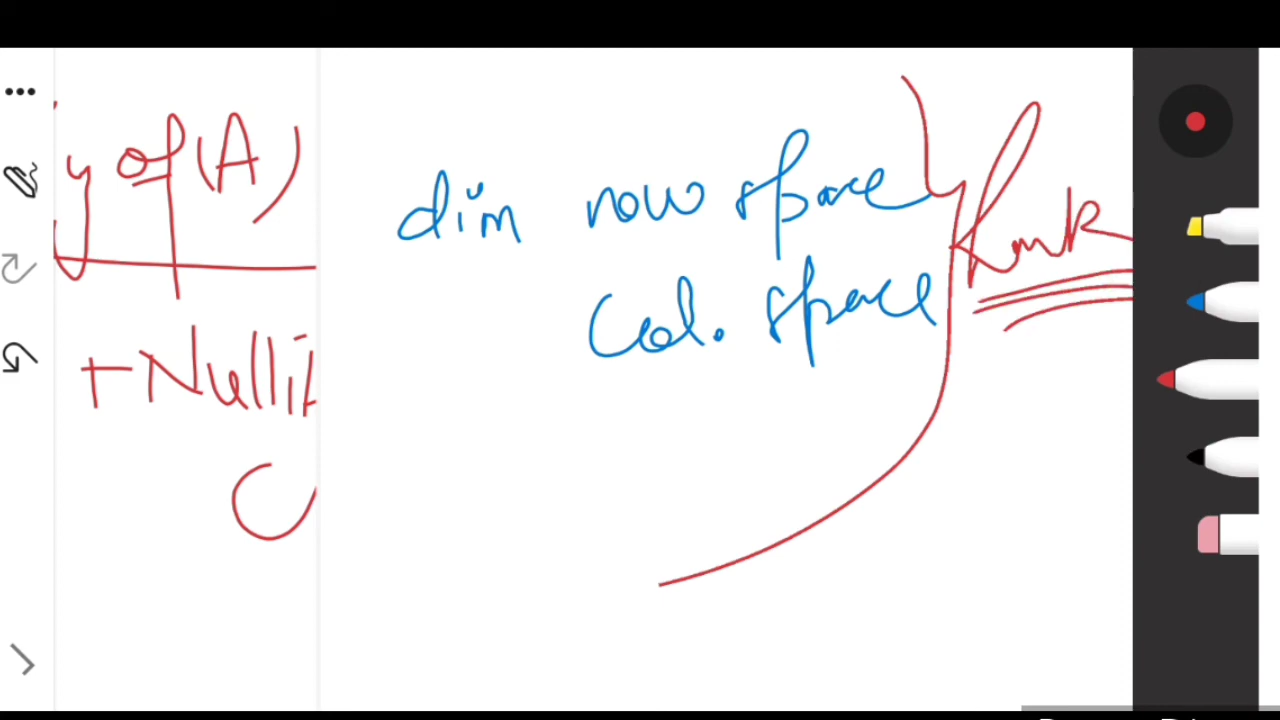 y of (A)
+ Nulli
dim row space
Col. space
Rank